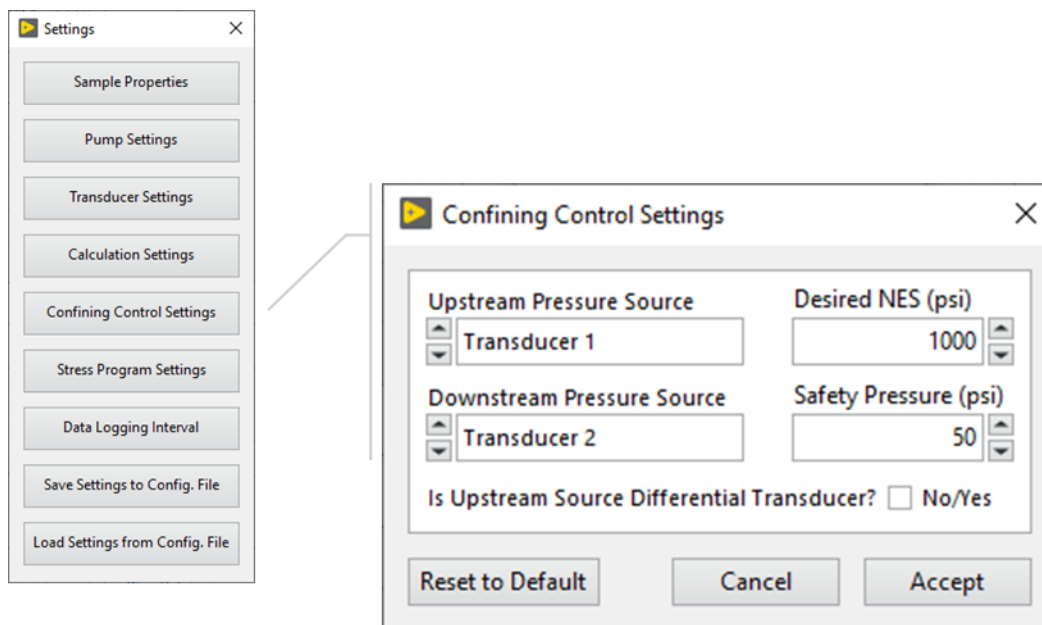 Settings
Sample Properties
Pump Settings
Transducer Settings
Calculation Settings
Confining Control Settings
Stress Program Settings
Data Logging Interval
Save Settings to Config. File
Load Settings from Config. File
Confining Control Settings
Upstream Pressure Source
Desired NES (psi)
Transducer 1
1000
Downstream Pressure Source
Safety Pressure (psi)
Transducer 2
50
Is Upstream Source Differential Transducer? No/Yes
Reset to Default
Cancel
Accept